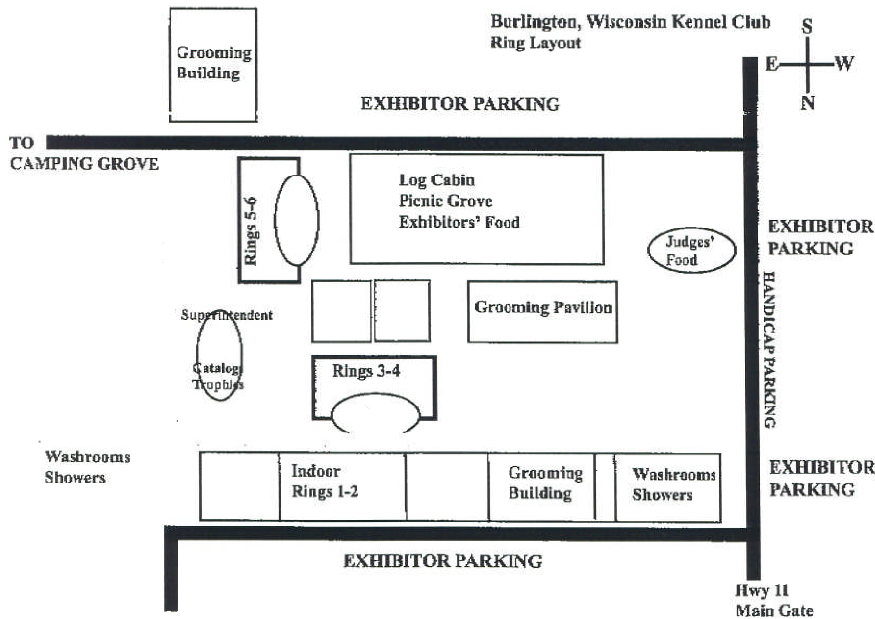 Burlington, Wisconsin Kennel Club
Ring Layout
S
E
W
N
Grooming
Building
EXHIBITOR PARKING
TO
CAMPING GROVE
Log Cabin
Picnic Grove
Exhibitors' Food
Rings 5-6
Judges'
Food
EXHIBITOR
PARKING
HANDICAP PARKING
Superintendent
Catalogs
Trophies
Grooming Pavilion
Rings 3-4
Washrooms
Showers
Indoor
Rings 1-2
Grooming
Building
Washrooms
Showers
EXHIBITOR
PARKING
EXHIBITOR PARKING
Hwy 11
Main Gate